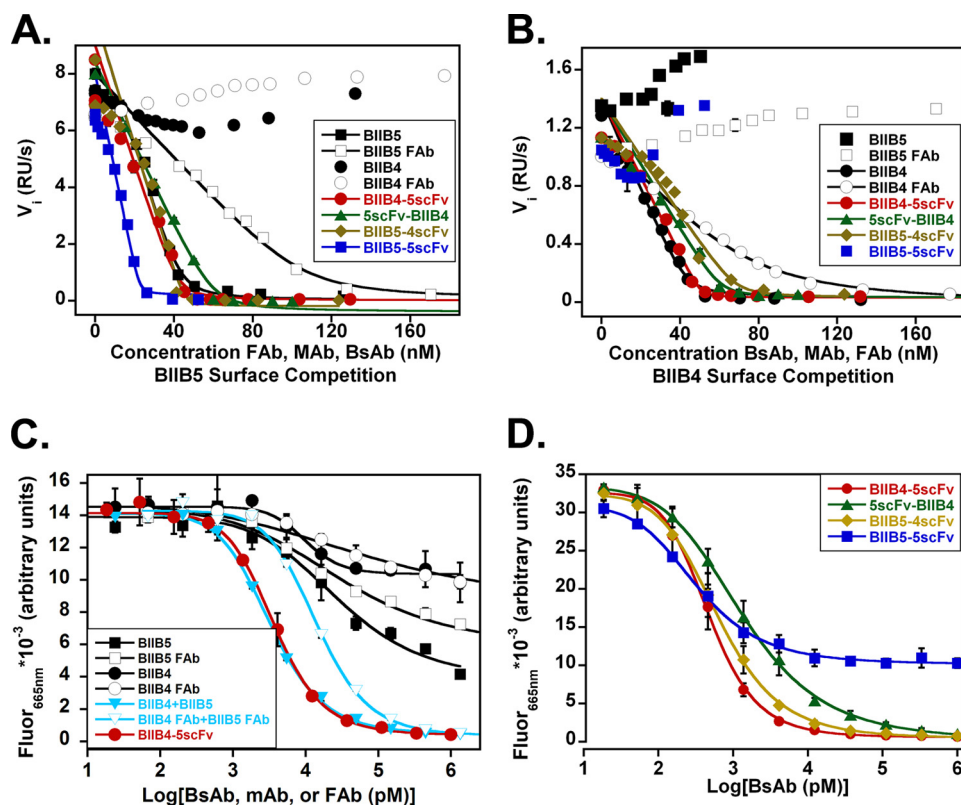 A.
8
6
4
2
0
V_i (RU/s)
BIIB5
BIIB5 FAb
BIIB4
BIIB4 FAb
BIIB4-5scFv
5scFv-BIIB4
BIIB5-4scFv
BIIB5-5scFv
0 40 80 120 160
Concentration FAb, MAb, BsAb (nM)
BIIB5 Surface Competition
B.
1.6
1.2
0.8
0.4
0
V_i (RU/s)
BIIB5
BIIB5 FAb
BIIB4
BIIB4 FAb
BIIB4-5scFv
5scFv-BIIB4
BIIB5-4scFv
BIIB5-5scFv
0 40 80 120 160
Concentration BsAb, MAb, FAb (nM)
BIIB4 Surface Competition
C.
16
14
12
10
8
6
4
2
0
Fluor_665nm*10^-3 (arbitrary units)
BIIB5
BIIB5 FAb
BIIB4
BIIB4 FAb
BIIB4+BIIB5
BIIB4 FAb+BIIB5 FAb
BIIB4-5scFv
1 2 3 4 5 6
Log[BsAb, mAb, or FAb (pM)]
D.
35
30
25
20
15
10
5
0
Fluor_665nm*10^-3 (arbitrary units)
BIIB4-5scFv
5scFv-BIIB4
BIIB5-4scFv
BIIB5-5scFv
1 2 3 4 5 6
Log[BsAb (pM)]